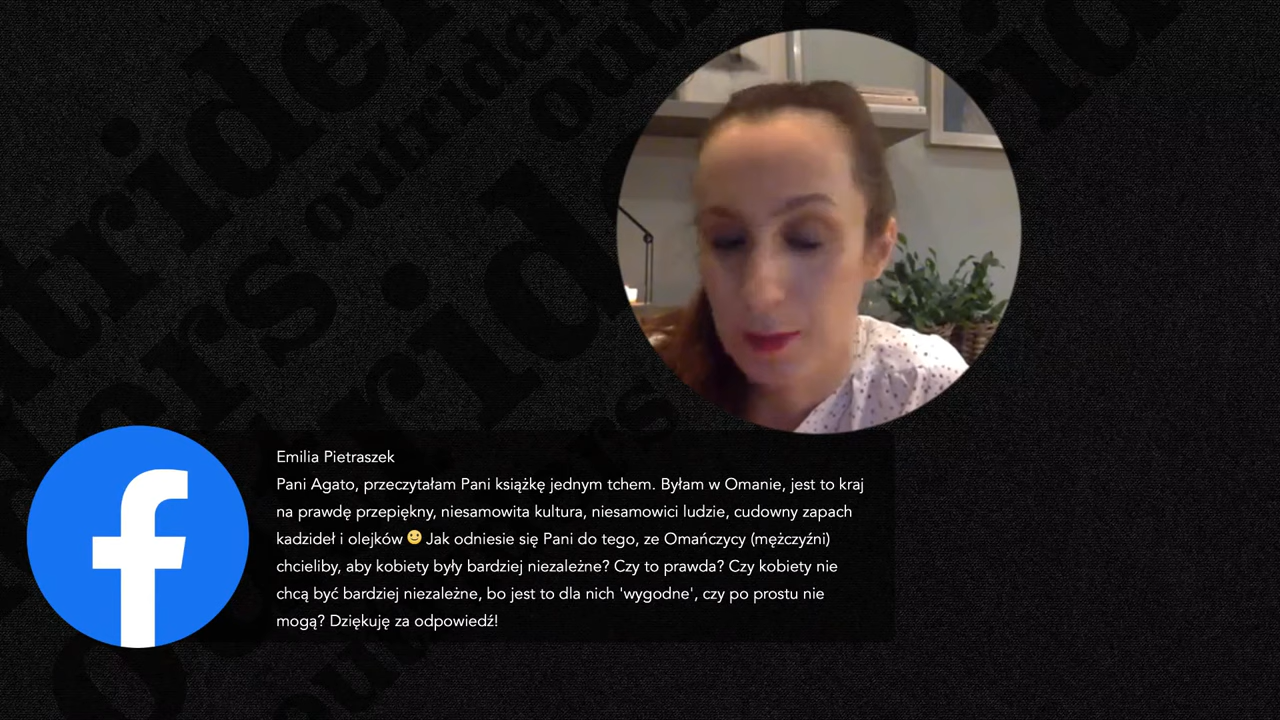 outriders
outriders
outriders
Emilia Pietraszek
Pani Agato, przeczytałam Pani książkę jednym tchem. Byłam w Omanie, jest to kraj
na prawdę przepiękny, niesamowita kultura, niesamowici ludzie, cudowny zapach
kadzideł i olejków 🙂 Jak odniesie się Pani do tego, ze Omańczycy (mężczyźni)
chcieliby, aby kobiety były bardziej niezależne? Czy to prawda? Czy kobiety nie
chcą być bardziej niezależne, bo jest to dla nich 'wygodne', czy po prostu nie
mogą? Dziękuję za odpowiedź!